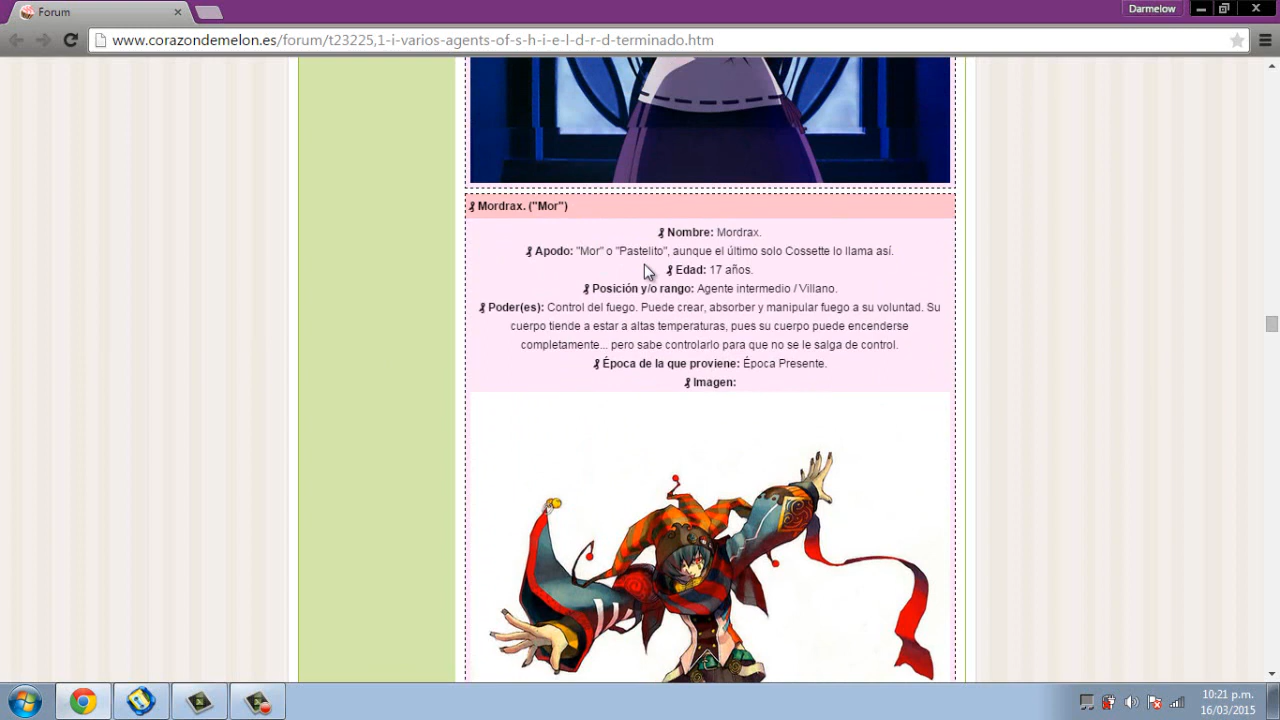 Forum
Darmelow
www.corazondemelon.es/forum/t23225,1-i-varios-agents-of-s-h-i-e-l-d-r-d-terminado.htm
Mordrax. ("Mor")
Nombre: Mordrax.
Apodo: "Mor" o "Pastelito", aunque el último solo Cossette lo llama así.
Edad: 17 años.
Posición y/o rango: Agente intermedio / Villano.
Poder(es): Control del fuego. Puede crear, absorber y manipular fuego a su voluntad. Su
cuerpo tiende a estar a altas temperaturas, pues su cuerpo puede encenderse
completamente... pero sabe controlarlo para que no se le salga de control.
Época de la que proviene: Época Presente.
Imagen:
10:21 p.m.
16/03/2015